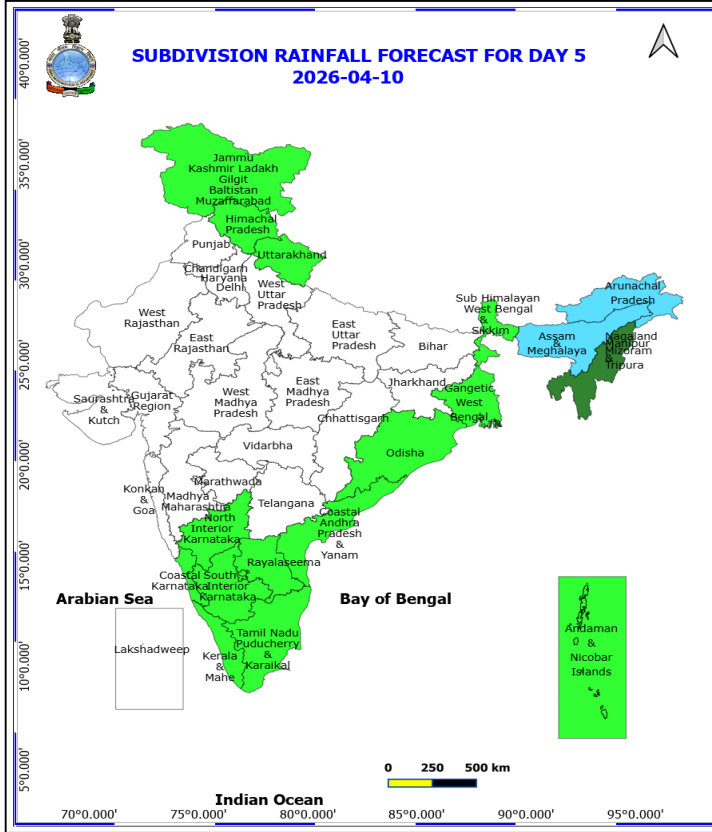 SUBDIVISION RAINFALL FORECAST FOR DAY 5
2026-04-10
40°0.000'
35°0.000'
30°0.000'
25°0.000'
20°0.000'
15°0.000'
10°0.000'
5°0.000'
Jammu
Kashmir Ladakh
Gilgit
Baltistan
Muzaffarabad
Himachal
Pradesh
Punjab
Uttarakhand
Chandigarh
Haryana
Delhi
West
Uttar
Pradesh
West
Rajasthan
East
Rajasthan
East
Uttar
Pradesh
Bihar
Sub Himalayan
West Bengal
&
Sikkim
Arunachal
Pradesh
Assam
&
Meghalaya
Nagaland
Manipur
Mizoram
&
Tripura
Saurashtra
&
Kutch
Gujarat
Region
West
Madhya
Pradesh
East
Madhya
Pradesh
Jharkhand
Chhattisgarh
Gangetic
West
Bengal
Odisha
Vidarbha
Konkan
&
Goa
Madhya
Maharashtra
Marathwada
Telangana
North
Interior
Karnataka
Coastal
Andhra
Pradesh
&
Yanam
Rayalaseema
Coastal
Karnataka
South
Interior
Karnataka
Arabian Sea
Bay of Bengal
Lakshadweep
Kerala
&
Mahe
Tamil Nadu
Puducherry
&
Karaikal
Andaman
&
Nicobar
Islands
0 250 500 km
Indian Ocean
70°0.000' 75°0.000' 80°0.000' 85°0.000' 90°0.000' 95°0.000'